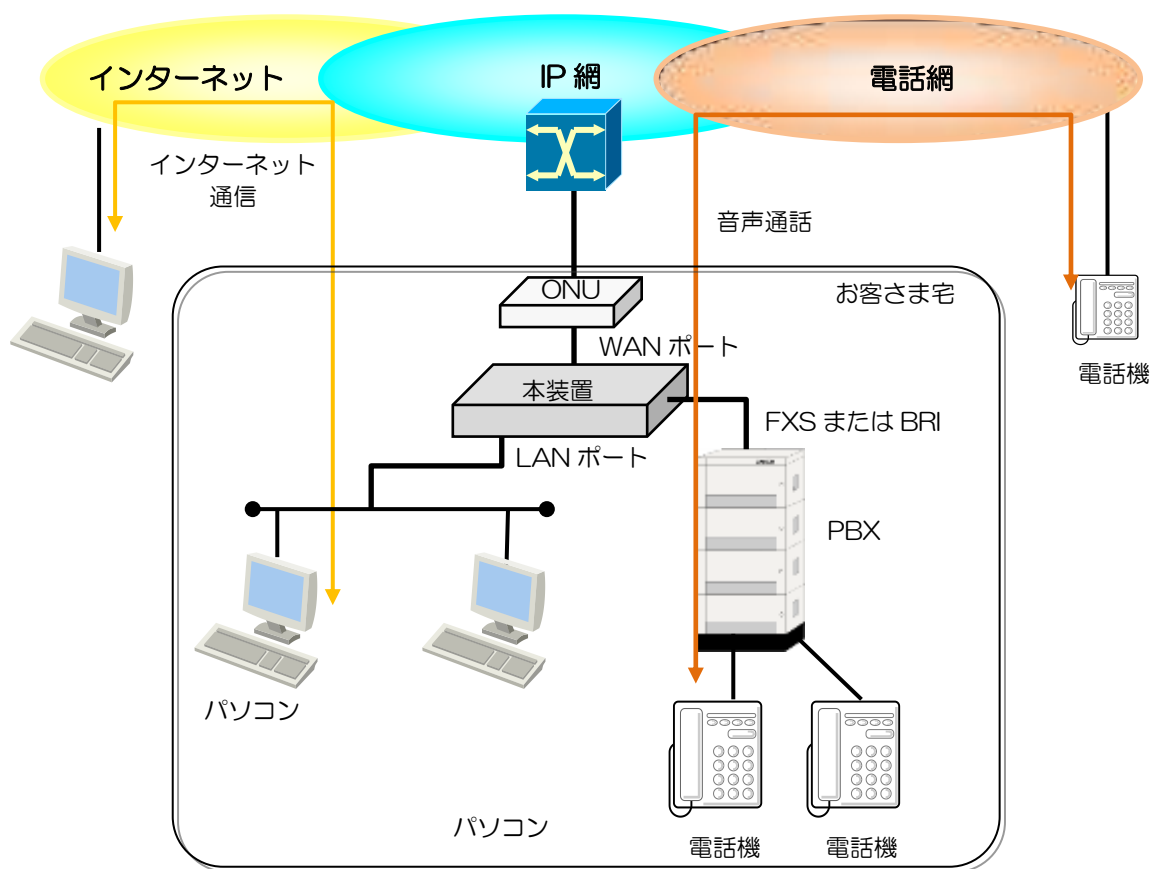 インターネット
IP 網
電話網
インターネット
通信
音声通話
お客さま宅
ONU
WAN ポート
本装置
電話機
FXS または BRI
LAN ポート
PBX
パソコン
パソコン
電話機
電話機